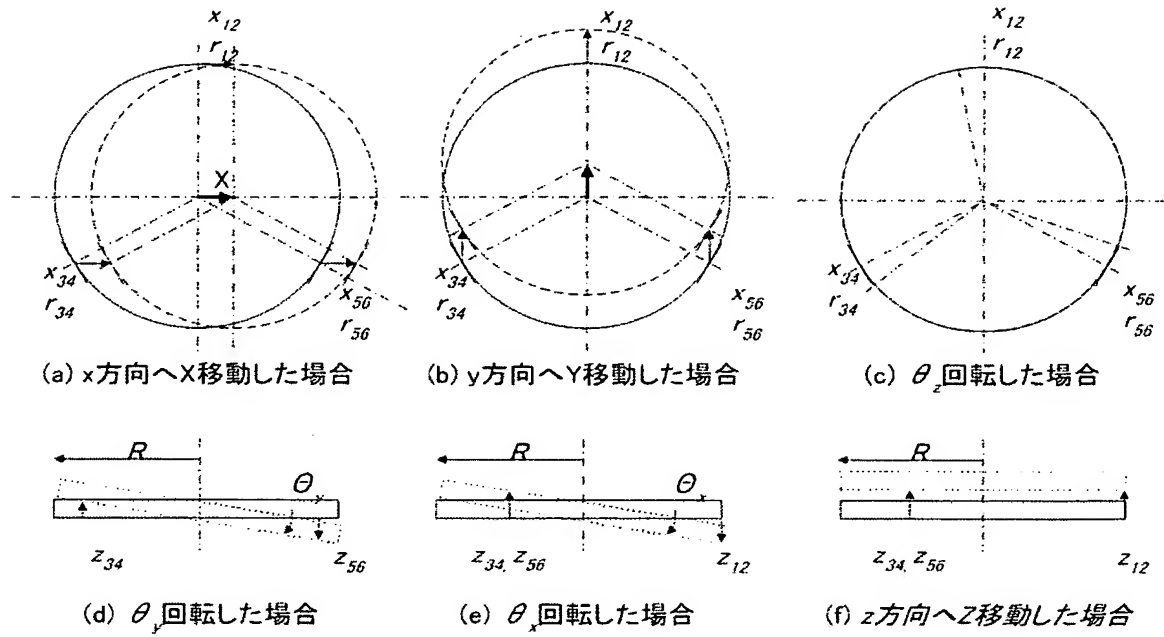 x₁₂
r₁₂
X
x₃₄
r₃₄
x₅₆
r₅₆
(a) x方向へX移動した場合
x₁₂
r₁₂
x₃₄
r₃₄
x₅₆
r₅₆
(b) y方向へY移動した場合
x₁₂
r₁₂
x₃₄
r₃₄
x₅₆
r₅₆
(c) θz回転した場合
R
θy
z₃₄
z₅₆
(d) θy回転した場合
R
θx
z₃₄, z₅₆
z₁₂
(e) θx回転した場合
R
z₃₄, z₅₆
z₁₂
(f) z方向へZ移動した場合